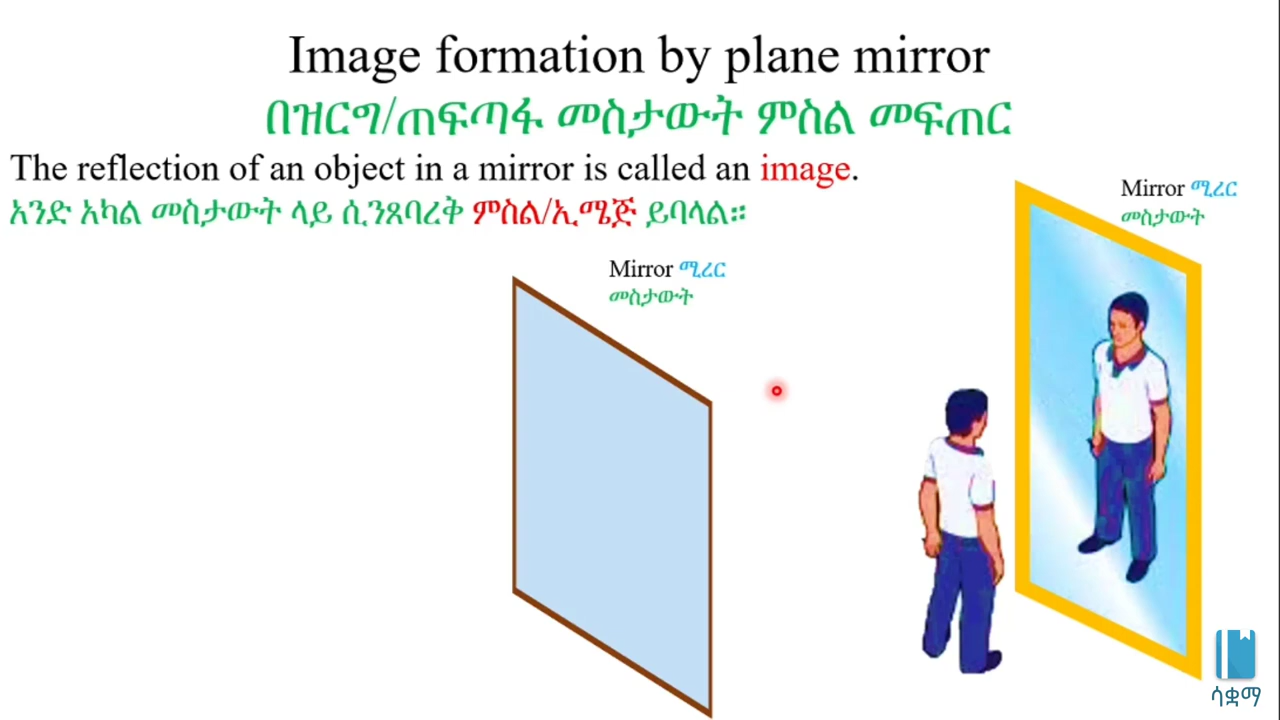 Image formation by plane mirror
በዝርግ/ጠፍጣፋ መስታውት ምስል መፍጠር
The reflection of an object in a mirror is called an image.
አንድ አካል መስታውት ላይ ሲንጸባረቅ ምስል/ኢሜጅ ይባላል።
Mirror ሚረር
መስታውት
Mirror ሚረር
መስታውት
ሳቋማ